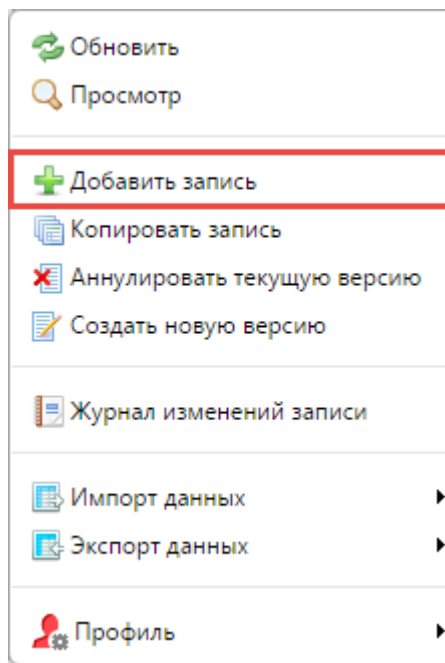 Обновить
Просмотр
Добавить запись
Копировать запись
Аннулировать текущую версию
Создать новую версию
Журнал изменений записи
Импорт данных
Экспорт данных
Профиль